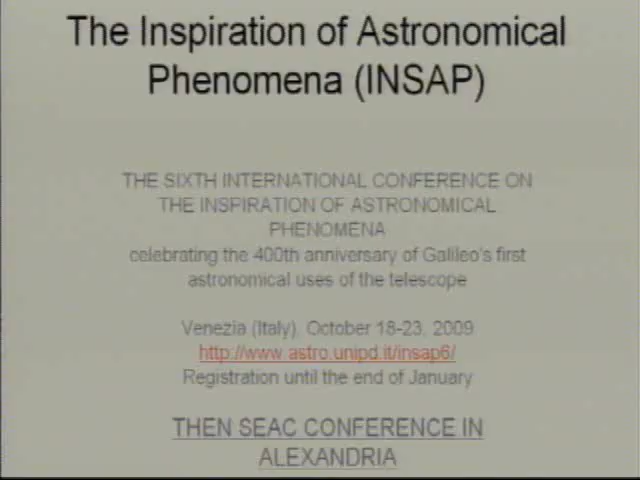 The Inspiration of Astronomical
Phenomena (INSAP)
THE SIXTH INTERNATIONAL CONFERENCE ON
THE INSPIRATION OF ASTRONOMICAL
PHENOMENA
celebrating the 400th anniversary of Galileo's first
astronomical uses of the telescope
Venezia (Italy), October 18-23, 2009
http://www.astro.unipd.it/insap6/
Registration until the end of January
THEN SEAC CONFERENCE IN
ALEXANDRIA